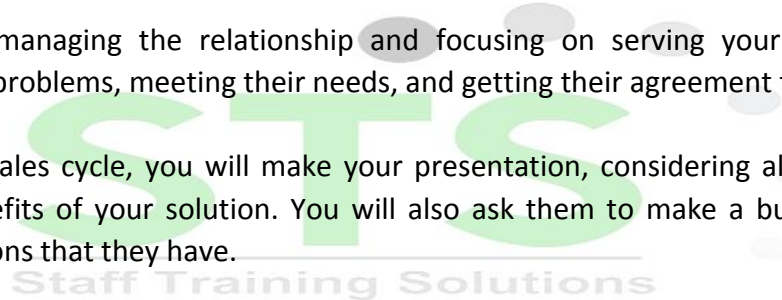 managing the relationship and focusing on serving your
problems, meeting their needs, and getting their agreement
ales cycle, you will make your presentation, considering al
efits of your solution. You will also ask them to make a bu
ons that they have.
STS
Staff Training Solutions